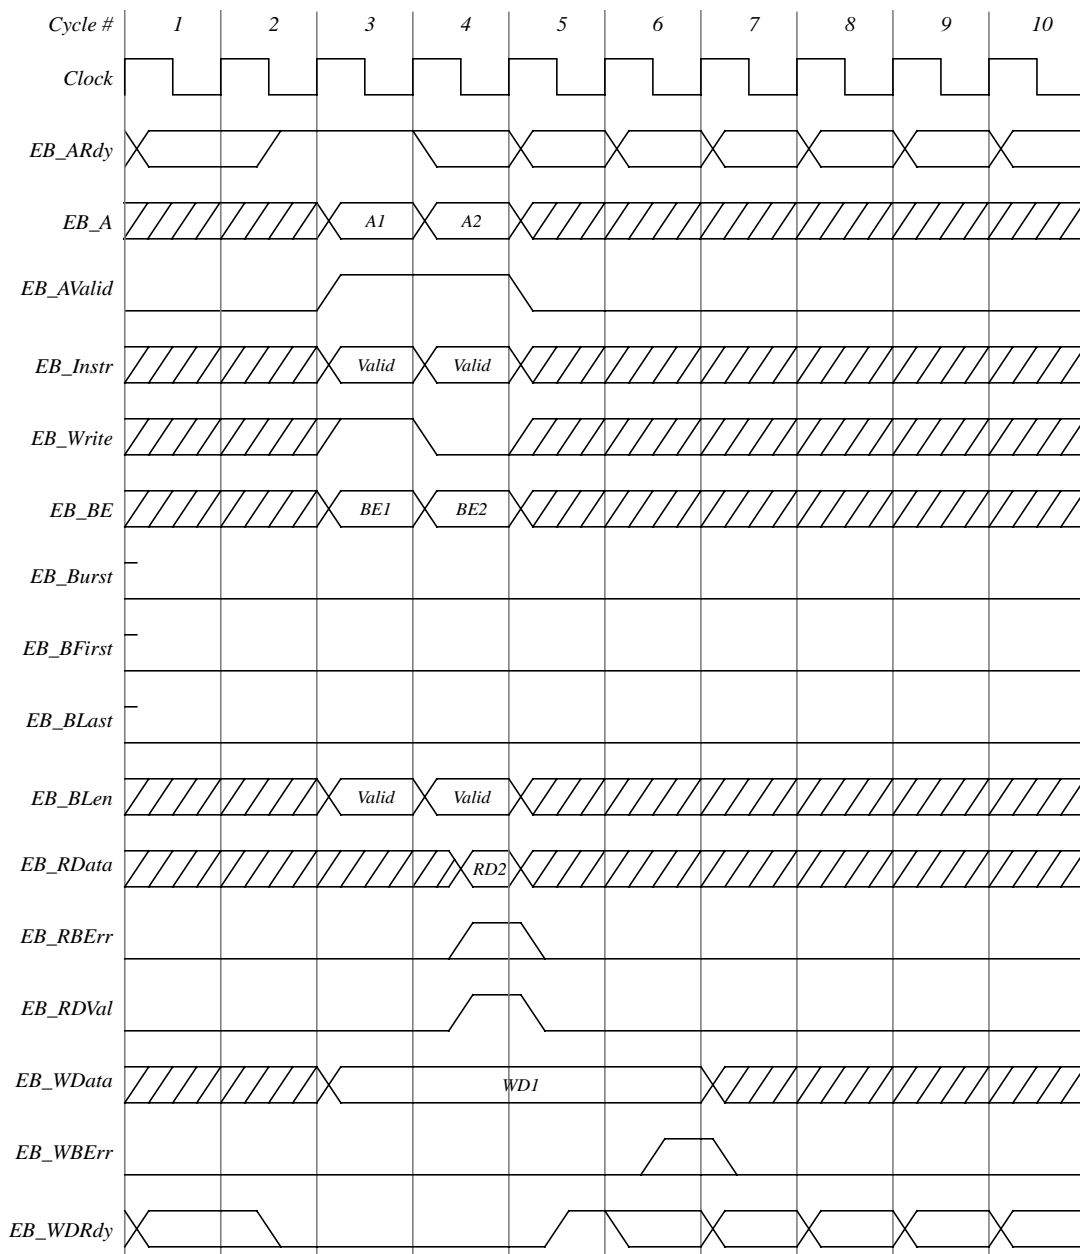 Cycle # 1 2 3 4 5 6 7 8 9 10
Clock
EB_ARdy
EB_A A1 A2
EB_AValid
EB_Instr Valid Valid
EB_Write
EB_BE BE1 BE2
EB_Burst
EB_BFirst
EB_BLast
EB_BLen Valid Valid
EB_RData RD2
EB_RBErr
EB_RDVal
EB_WData WD1
EB_WBErr
EB_WDRdy